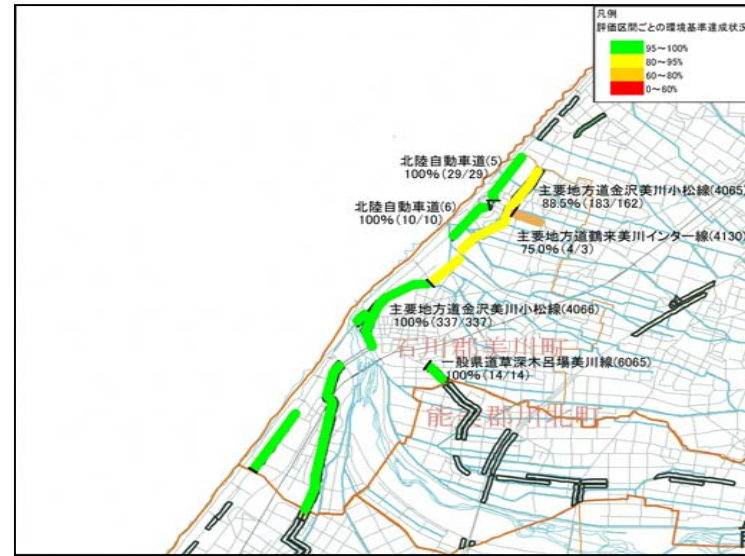 凡例
評価区間ごとの環境基準達成状況
95～100%
80～95%
60～80%
0～60%
北陸自動車道(5)
100%(29/29)
主要地方道金沢美川小松線(4065)
88.5%(183/162)
北陸自動車道(6)
100%(10/10)
主要地方道鶴来美川インター線(4130)
75.0%(4/3)
主要地方道金沢美川小松線(4066)
100%(337/337)
石川郡美川町
一般県道草深木呂場美川線(6065)
100%(14/14)
能美郡川北町